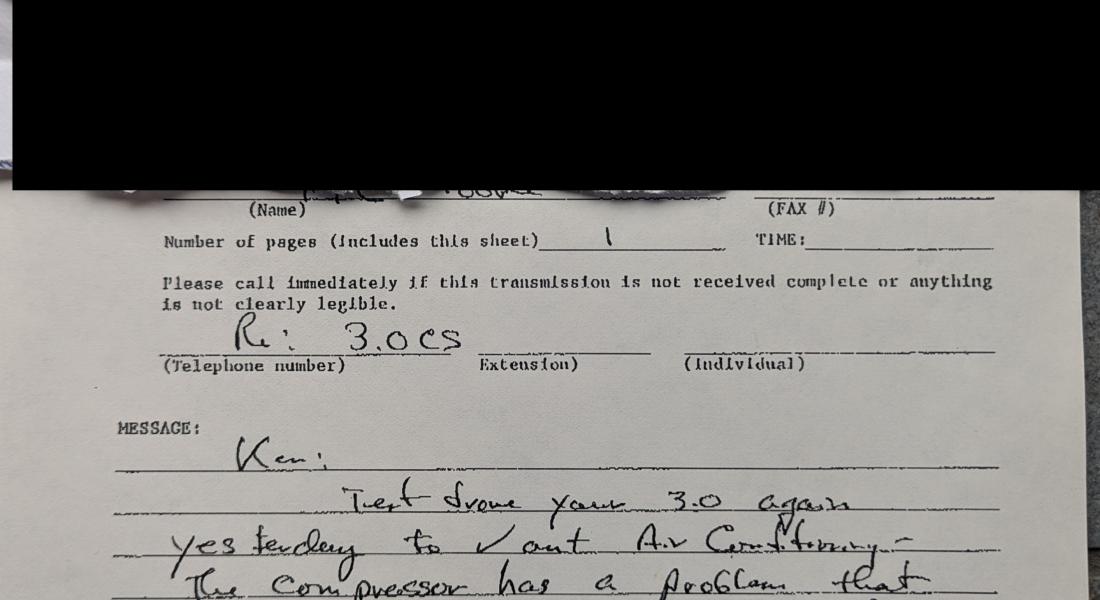 (Name) (FAX #)
Number of pages (includes this sheet) 1 TIME:
Please call immediately if this transmission is not received complete or anything
is not clearly legible.
Re: 3.0 CS
(Telephone number) Extension) (Individual)
MESSAGE:
Ken:
Test drove your 3.0 again
yesterday to out Air Conditioning-
The compressor has a problem that